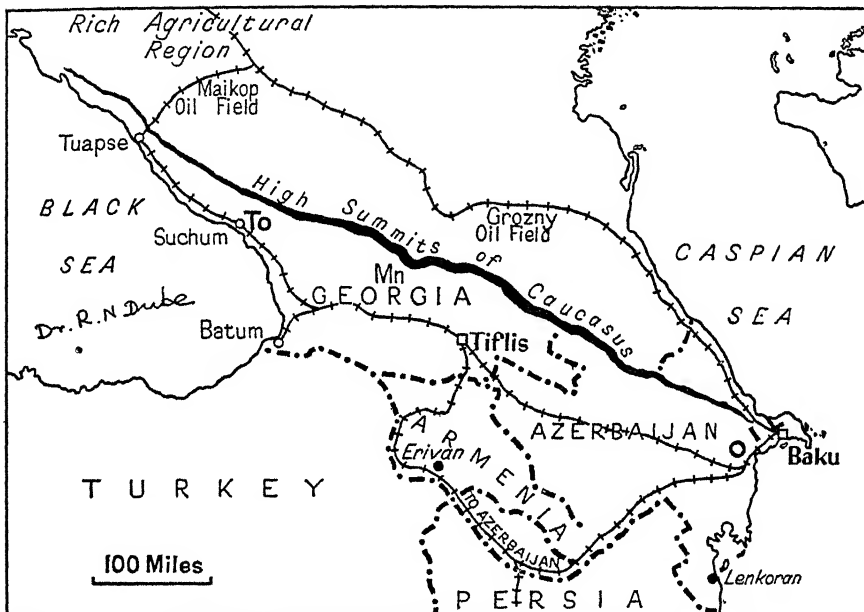 Rich Agricultural
Region
Maikop
Oil Field
Tuapse
High Summits of Caucasus
Grozny
Oil Field
BLACK
SEA
To
Suchum
CASPIAN
SEA
Mn
GEORGIA
Dr. R. N Dube
Batum
Tiflis
AZERBAIJAN
O
Baku
ARMENIA
Erivan
TURKEY
TO AZERBAIJAN
100 Miles
Lenkoran
PERSIA